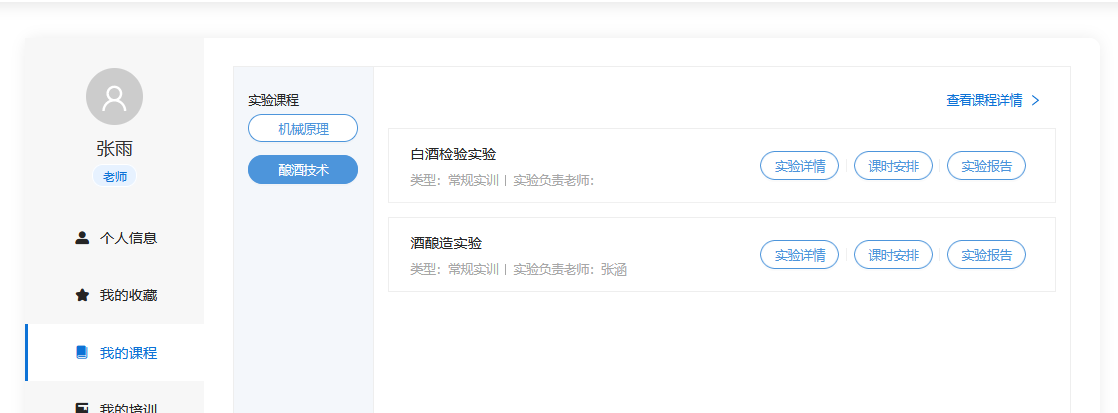 张雨
老师
个人信息
我的收藏
我的课程
我的培训
实验课程
机械原理
酿酒技术
查看课程详情
白酒检验实验
类型：常规实训 | 实验负责老师：
实验详情
课时安排
实验报告
酒酿造实验
类型：常规实训 | 实验负责老师：张涵
实验详情
课时安排
实验报告